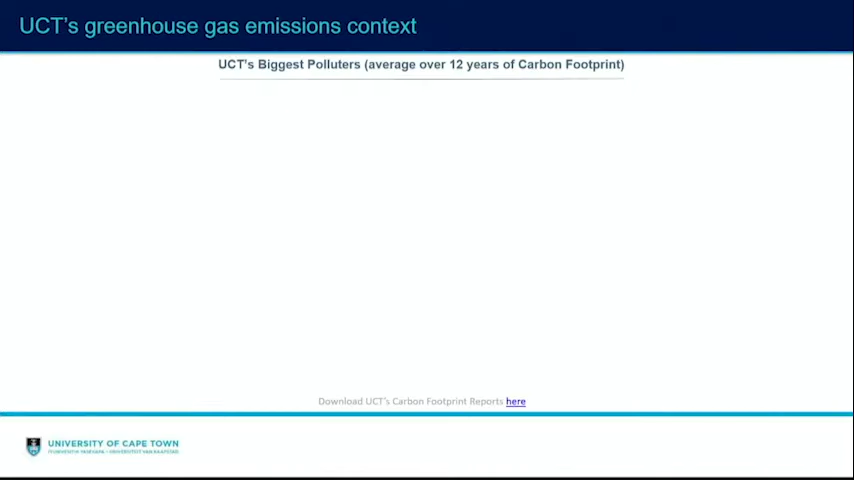 UCT's greenhouse gas emissions context
UCT's Biggest Polluters (average over 12 years of Carbon Footprint)
Download UCT's Carbon Footprint Reports here
UNIVERSITY OF CAPE TOWN